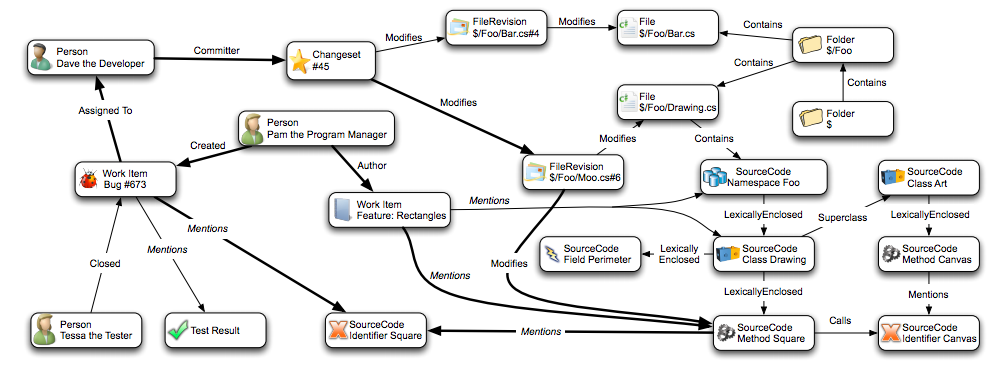 FileRevision
$/Foo/Bar.cs#4
Modifies
File
$/Foo/Bar.cs
Contains
Folder
$/Foo
Person
Dave the Developer
Committer
Changeset
#45
Modifies
Contains
Contains
File
$/Foo/Drawing.cs
Folder
$
Assigned To
Modifies
Person
Pam the Program Manager
Modifies
Contains
Created
Author
Work Item
Bug #673
FileRevision
$/Foo/Moo.cs#6
SourceCode
Namespace Foo
SourceCode
Class Art
Work Item
Feature: Rectangles
Mentions
LexicallyEnclosed
Superclass
LexicallyEnclosed
Mentions
Mentions
Closed
Modifies
Mentions
SourceCode
Field Perimeter
Lexically
Enclosed
SourceCode
Class Drawing
SourceCode
Method Canvas
LexicallyEnclosed
Mentions
Person
Tessa the Tester
Test Result
SourceCode
Identifier Square
Mentions
SourceCode
Method Square
Calls
SourceCode
Identifier Canvas